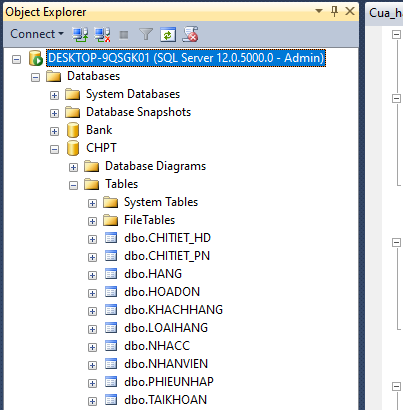 Object Explorer
Cua_ha
Connect
DESKTOP-9QSGK01 (SQL Server 12.0.5000.0 - Admin)
Databases
System Databases
Database Snapshots
Bank
CHPT
Database Diagrams
Tables
System Tables
FileTables
dbo.CHITIET_HD
dbo.CHITIET_PN
dbo.HANG
dbo.HOADON
dbo.KHACHHANG
dbo.LOAIHANG
dbo.NHACC
dbo.NHANVIEN
dbo.PHIEUNHAP
dbo.TAIKHOAN